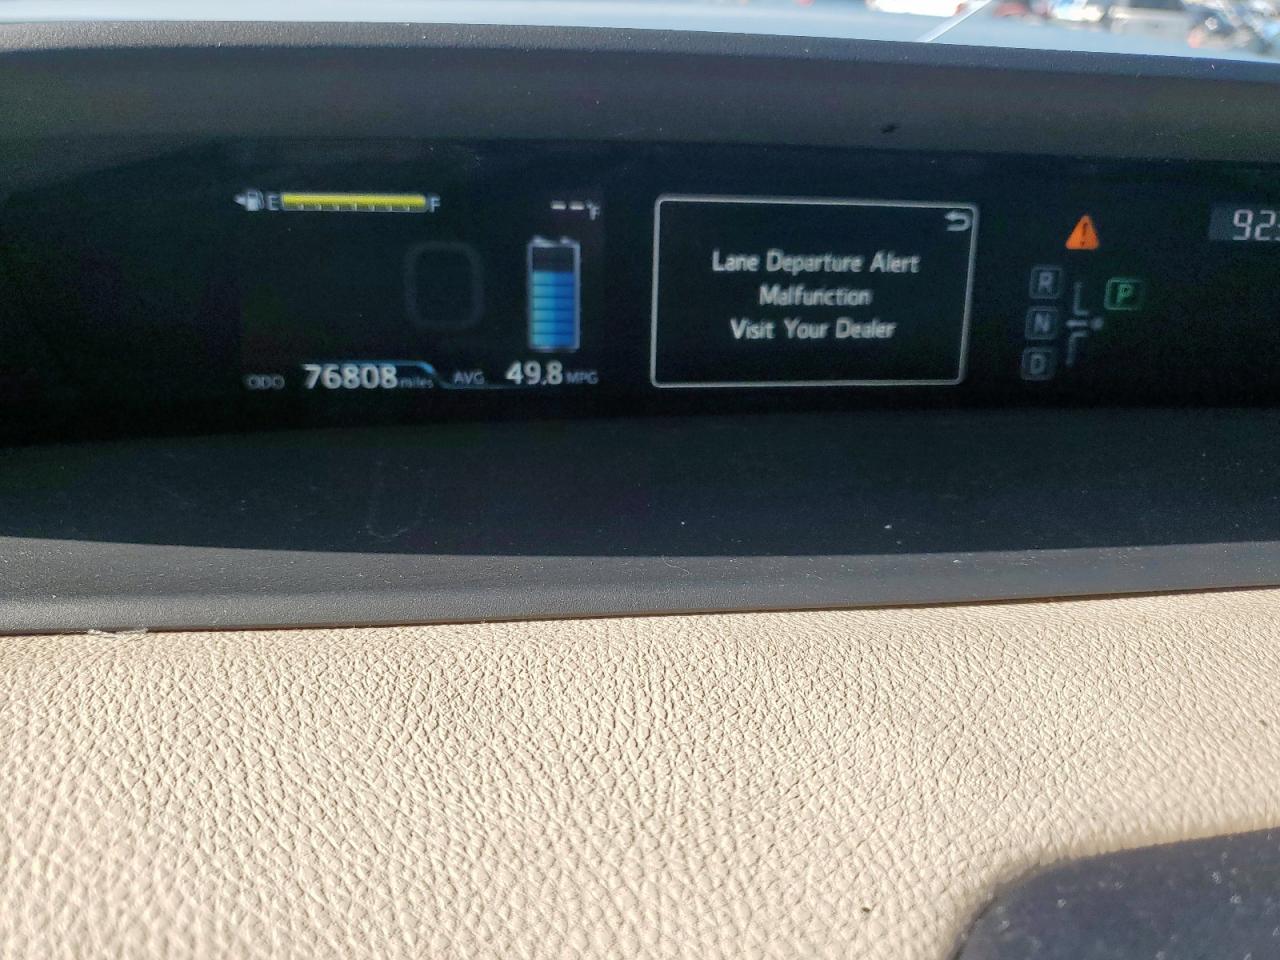 E F
--°F
ODO 76808 miles AVG 49.8 MPG
Lane Departure Alert
Malfunction
Visit Your Dealer
R
N
D
P